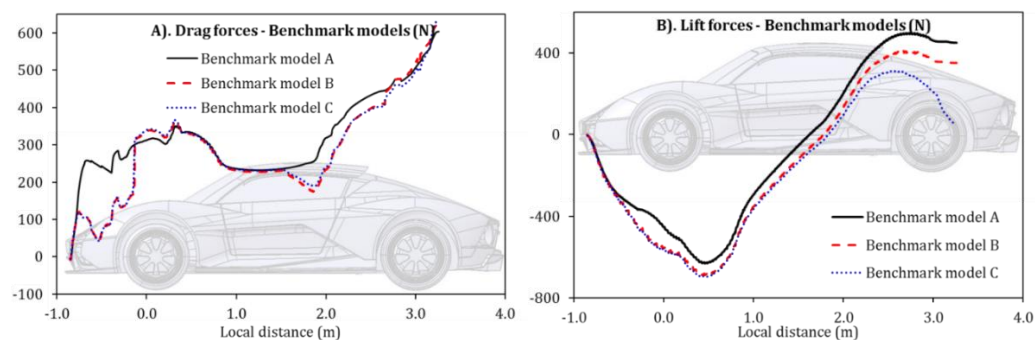 A). Drag forces - Benchmark models (N)
600
500
400
300
200
100
0
-100
Benchmark model A
Benchmark model B
Benchmark model C
-1.0 0.0 1.0 2.0 3.0 4.0
Local distance (m)
B). Lift forces - Benchmark models (N)
400
0
-400
-800
Benchmark model A
Benchmark model B
Benchmark model C
-1.0 0.0 1.0 2.0 3.0 4.0
Local distance (m)